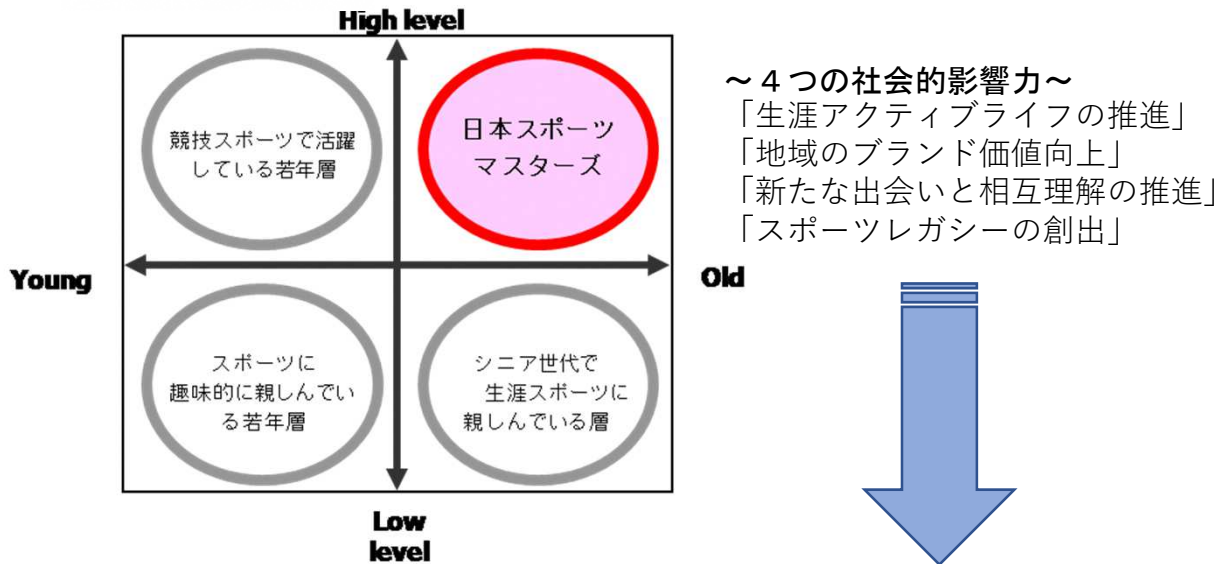 High level
競技スポーツで活躍
している若年層
日本スポーツ
マスターズ
Young
Old
スポーツに
趣味的に親しんでい
る若年層
シニア世代で
生涯スポーツに
親しんでいる層
Low
level
～４つの社会的影響力～
「生涯アクティブライフの推進」
「地域のブランド価値向上」
「新たな出会いと相互理解の推進」
「スポーツレガシーの創出」